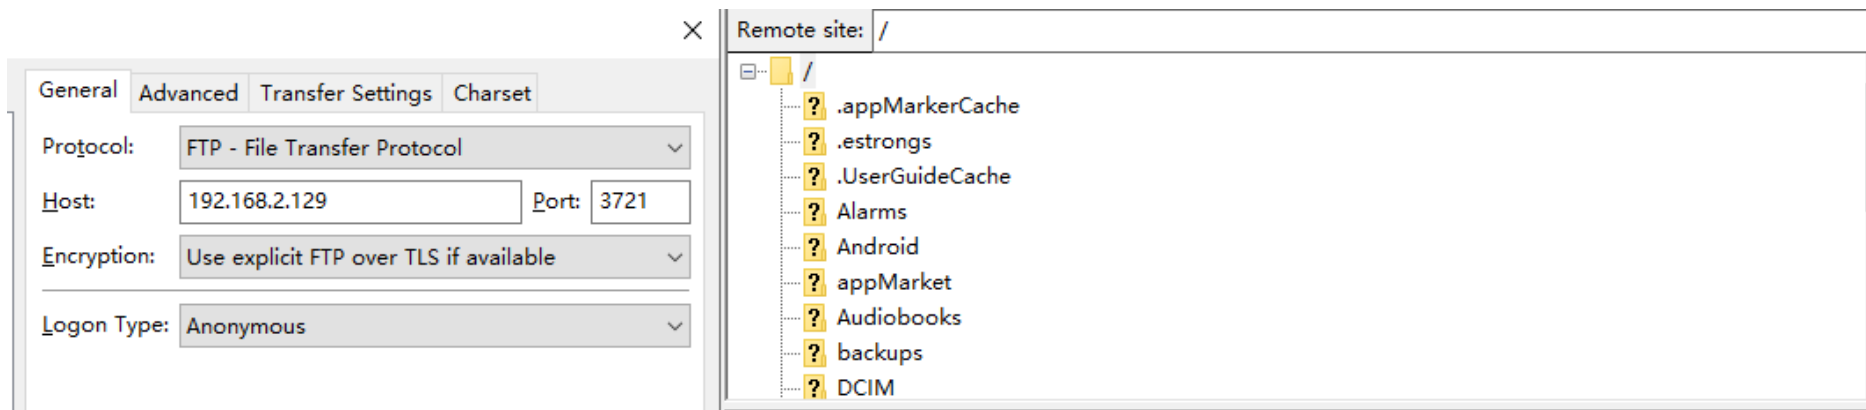 General Advanced Transfer Settings Charset
Protocol: FTP - File Transfer Protocol
Host: 192.168.2.129 Port: 3721
Encryption: Use explicit FTP over TLS if available
Logon Type: Anonymous
Remote site: /
/
.appMarkerCache
.estrongs
.UserGuideCache
Alarms
Android
appMarket
Audiobooks
backups
DCIM